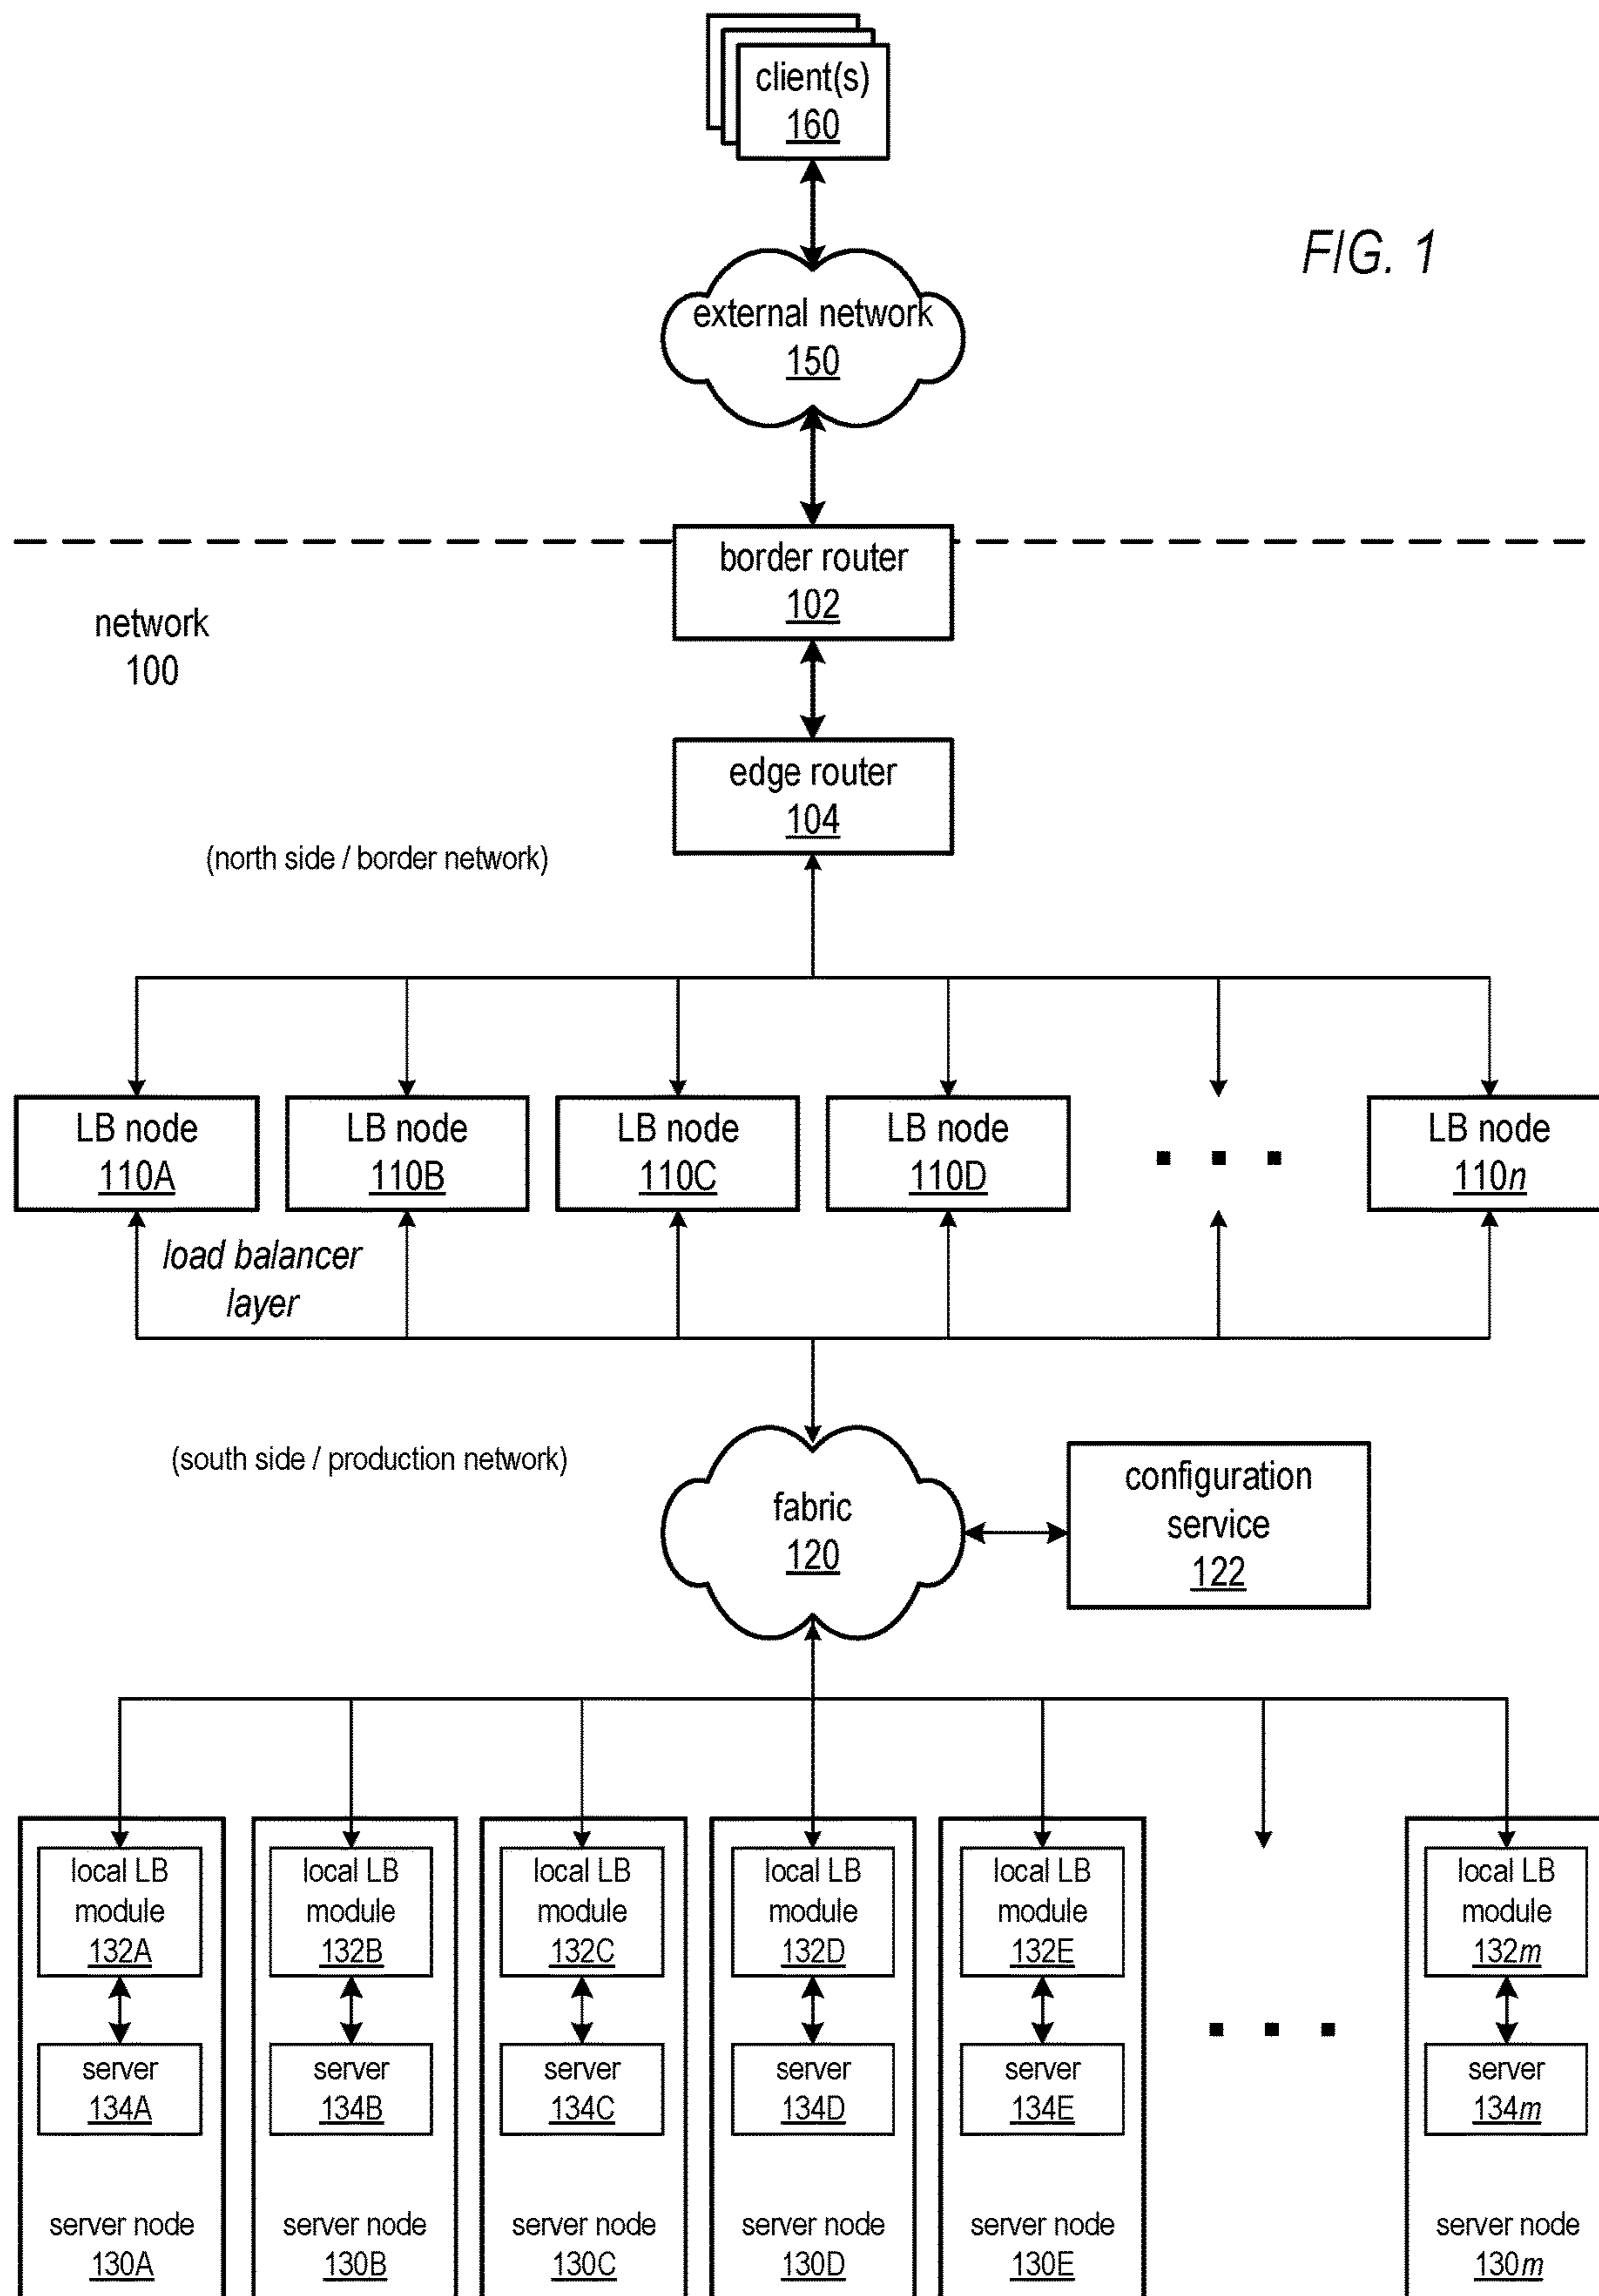 client(s)
160
FIG. 1
external network
150
border router
102
network
100
edge router
104
(north side / border network)
LB node
110A
LB node
110B
LB node
110C
LB node
110D
LB node
110n
load balancer
layer
(south side / production network)
fabric
120
configuration
service
122
local LB
module
132A
server
134A
server node
130A
local LB
module
132B
server
134B
server node
130B
local LB
module
132C
server
134C
server node
130C
local LB
module
132D
server
134D
server node
130D
local LB
module
132E
server
134E
server node
130E
local LB
module
132m
server
134m
server node
130m